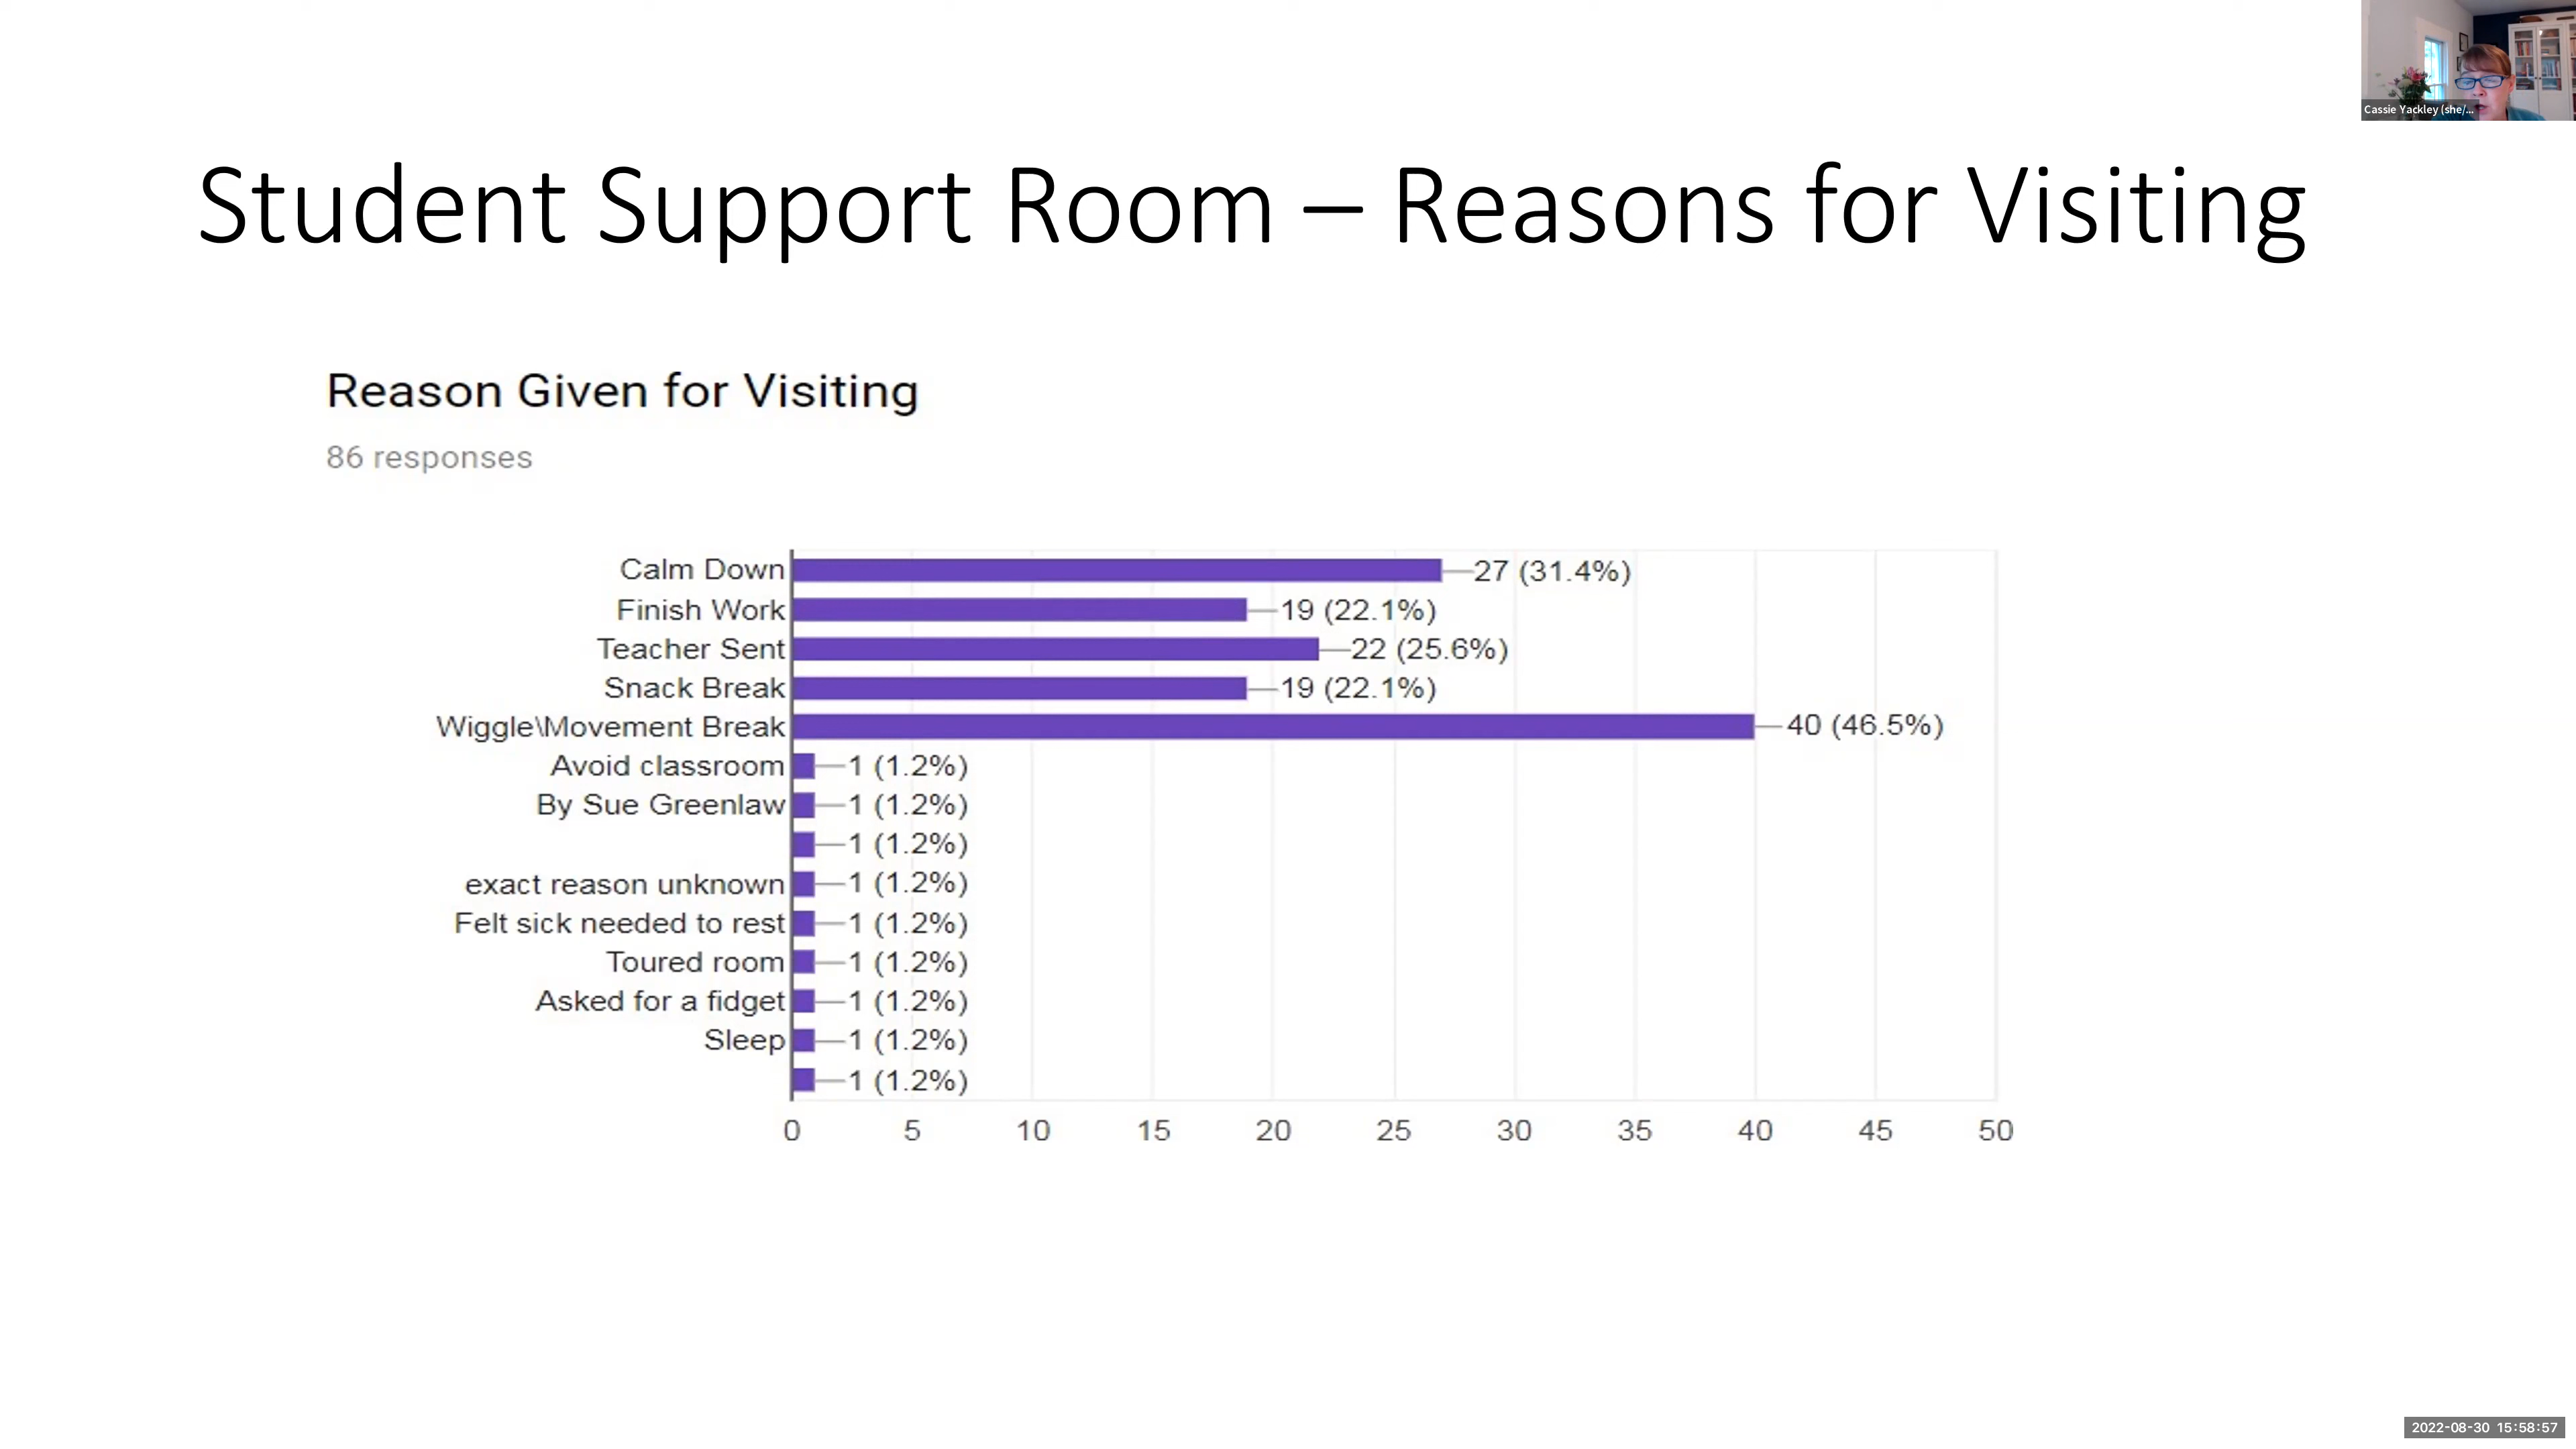 Cassie Yackley (she/...
Student Support Room – Reasons for Visiting
Reason Given for Visiting
86 responses
Calm Down 27 (31.4%)
Finish Work 19 (22.1%)
Teacher Sent 22 (25.6%)
Snack Break 19 (22.1%)
Wiggle\Movement Break 40 (46.5%)
Avoid classroom 1 (1.2%)
By Sue Greenlaw 1 (1.2%)
1 (1.2%)
exact reason unknown 1 (1.2%)
Felt sick needed to rest 1 (1.2%)
Toured room 1 (1.2%)
Asked for a fidget 1 (1.2%)
Sleep 1 (1.2%)
1 (1.2%)
0 5 10 15 20 25 30 35 40 45 50
2022-08-30 15:58:57